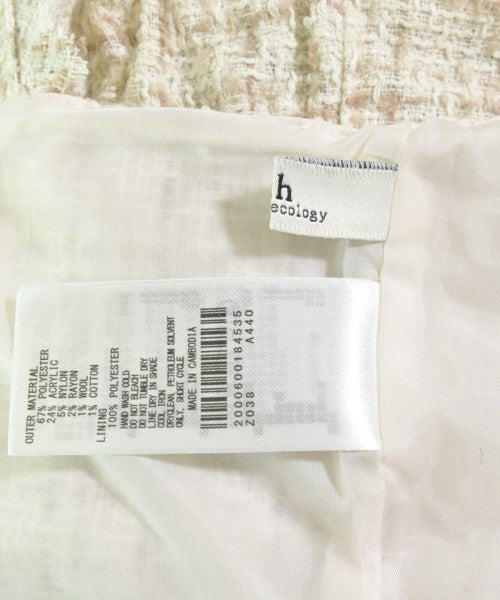 h
ecology
OUTER MATERIAL
67% POLYESTER
24% ACRYLIC
5% NYLON
2% RAYON
1% WOOL
1% COTTON
LINING
100% POLYESTER
HAND WASH COLD
DO NOT BLEACH
DO NOT TUMBLE DRY
LINE DRY IN SHADE
COOL IRON
DRYCLEAN, PETROLEUM SOLVENT
ONLY, SHORT CYCLE
MADE IN CAMBODIA
2000600184535
Z038 A440